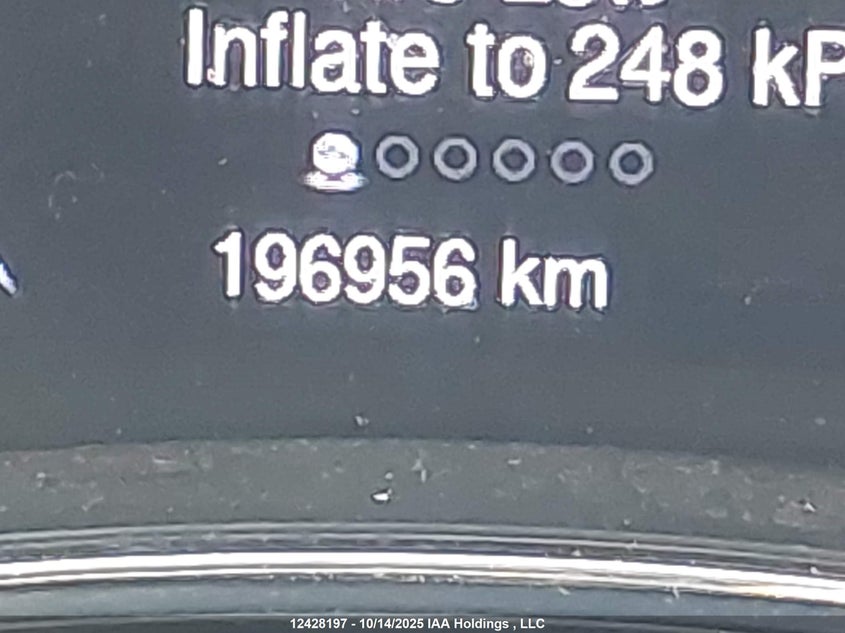 Inflate to 248 kP
196956 km
12428197 - 10/14/2025 IAA Holdings , LLC